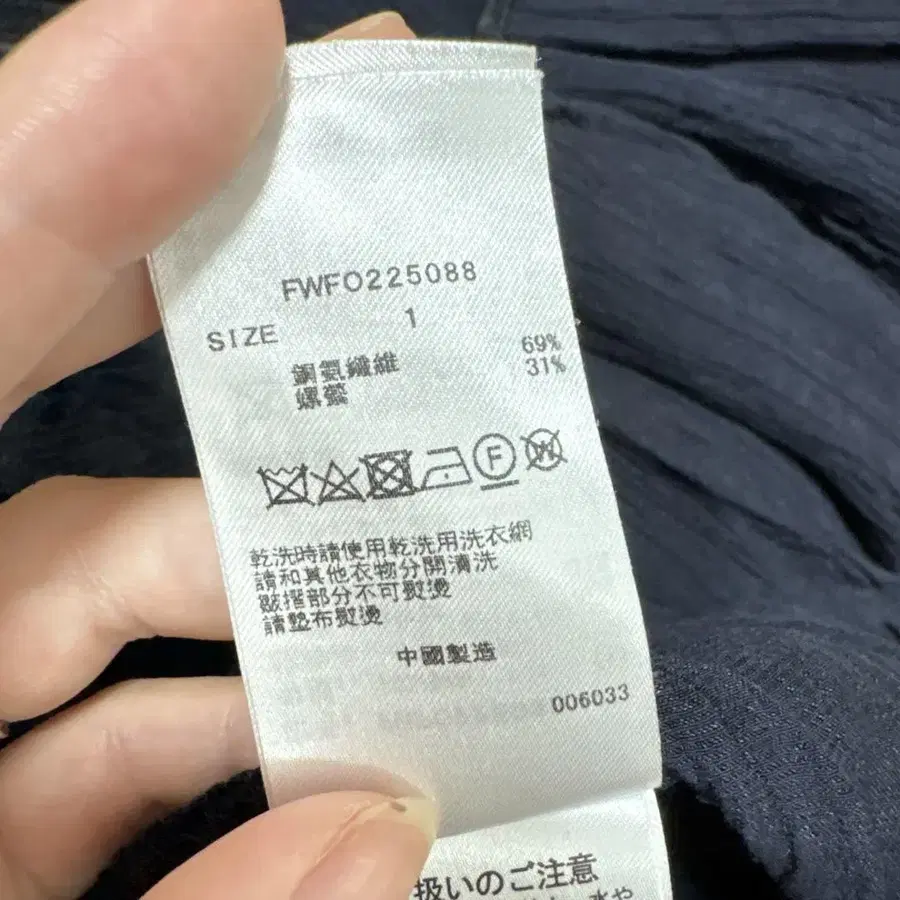 FWFO225088
SIZE 1
銅氨纖維 69%
嫘縈 31%
F W
乾洗時請使用乾洗用洗衣網
請和其他衣物分開清洗
皺摺部分不可熨燙
請墊布熨燙
中國製造
006033
扱いのご注意
水や